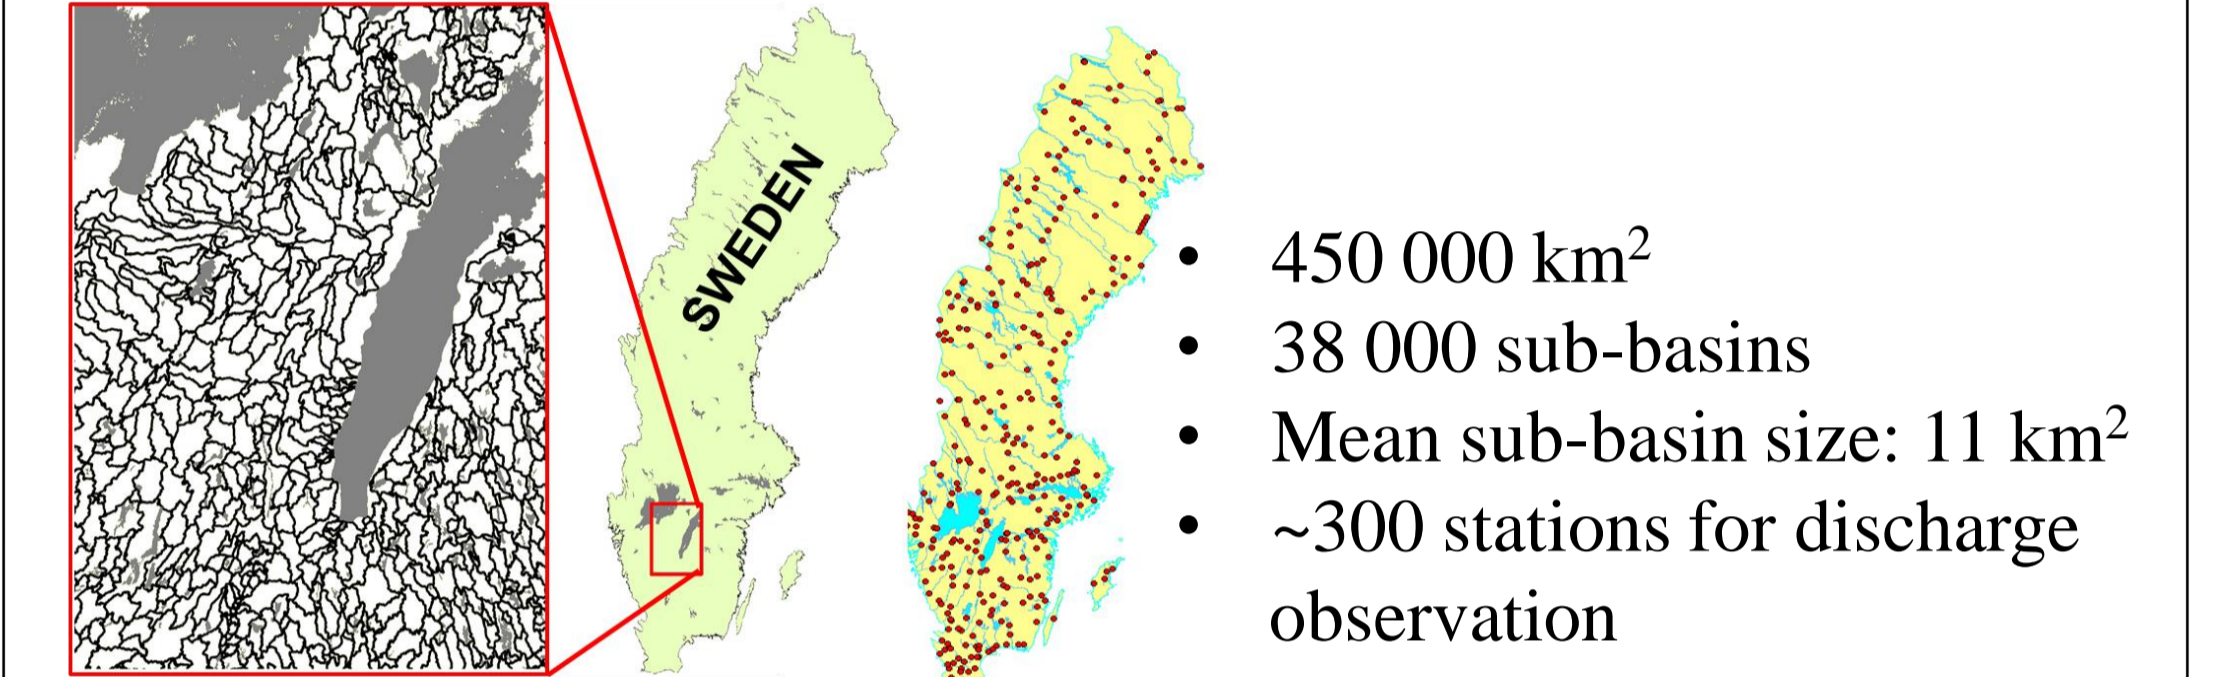 SWEDEN
• 450 000 km²
• 38 000 sub-basins
• Mean sub-basin size: 11 km²
• ~300 stations for discharge
observation